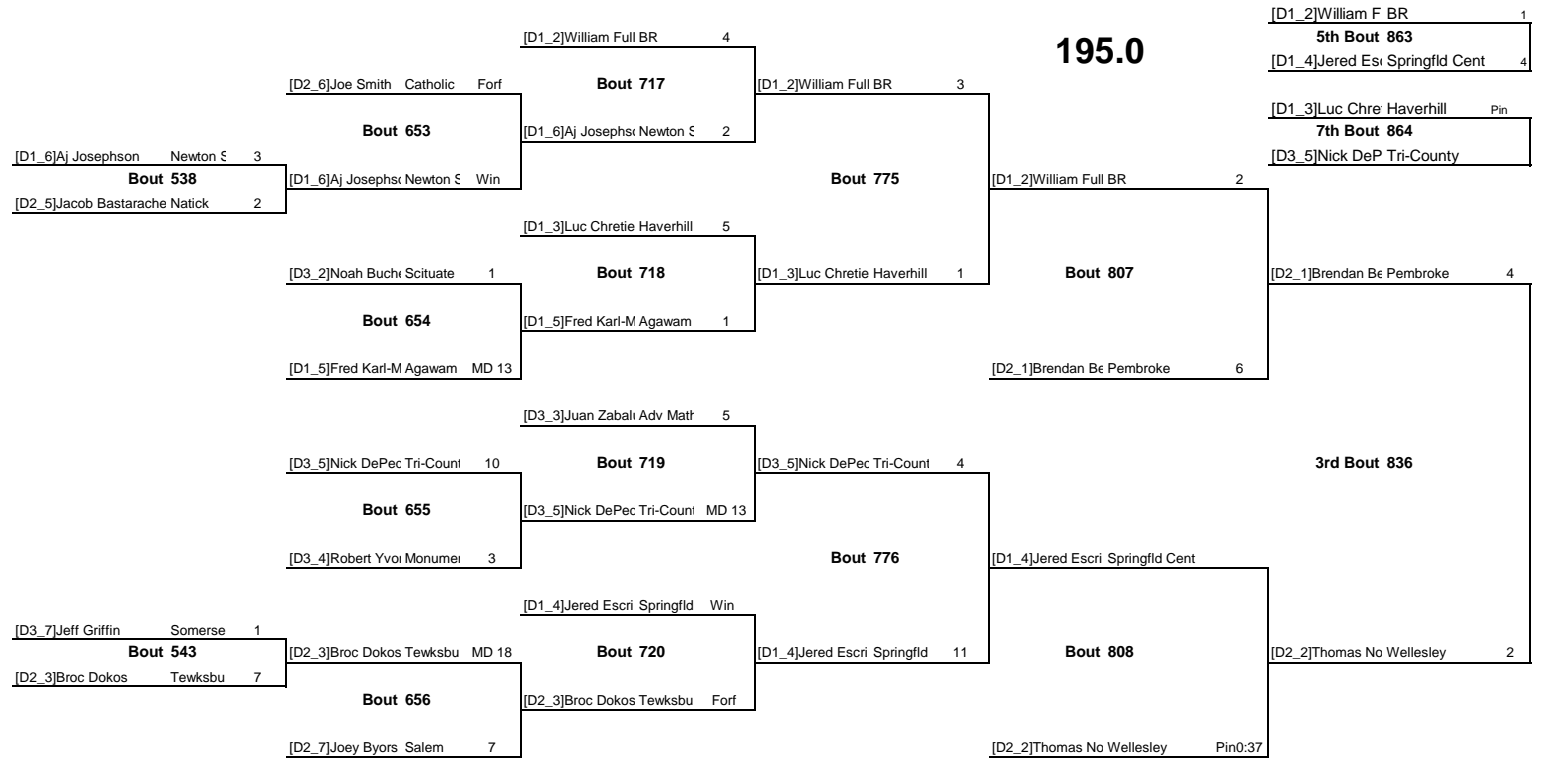 [D1_2]William F BR 1
5th Bout 863
[D1_4]Jered Es Springfld Cent 4
195.0
[D1_3]Luc Chre Haverhill Pin
7th Bout 864
[D3_5]Nick DeP Tri-County
[D1_6]Aj Josephson Newton S 3
Bout 538
[D2_5]Jacob Bastarache Natick 2
[D3_7]Jeff Griffin Somerse 1
Bout 543
[D2_3]Broc Dokos Tewksbu 7
[D2_6]Joe Smith Catholic Forf
Bout 653
[D1_6]Aj Josephs Newton S Win
[D3_2]Noah Buch Scituate 1
Bout 654
[D1_5]Fred Karl-M Agawam MD 13
[D3_5]Nick DePec Tri-Count 10
Bout 655
[D3_4]Robert Yvo Monume 3
[D2_3]Broc Dokos Tewksbu MD 18
Bout 656
[D2_7]Joey Byors Salem 7
[D1_2]William Full BR 4
Bout 717
[D1_6]Aj Josephs Newton S 2
[D1_3]Luc Chretie Haverhill 5
Bout 718
[D1_5]Fred Karl-M Agawam 1
[D3_3]Juan Zabal Adv Math 5
Bout 719
[D3_5]Nick DePec Tri-Count MD 13
[D1_4]Jered Escri Springfld Win
Bout 720
[D2_3]Broc Dokos Tewksbu Forf
[D1_2]William Full BR 3
Bout 775
[D1_3]Luc Chretie Haverhill 1
[D3_5]Nick DePec Tri-Count 4
Bout 776
[D1_4]Jered Escri Springfld 11
[D1_2]William Full BR 2
Bout 807
[D2_1]Brendan Be Pembroke 6
[D1_4]Jered Escri Springfld Cent
Bout 808
[D2_2]Thomas No Wellesley Pin0:37
[D2_1]Brendan Be Pembroke 4
3rd Bout 836
[D2_2]Thomas No Wellesley 2